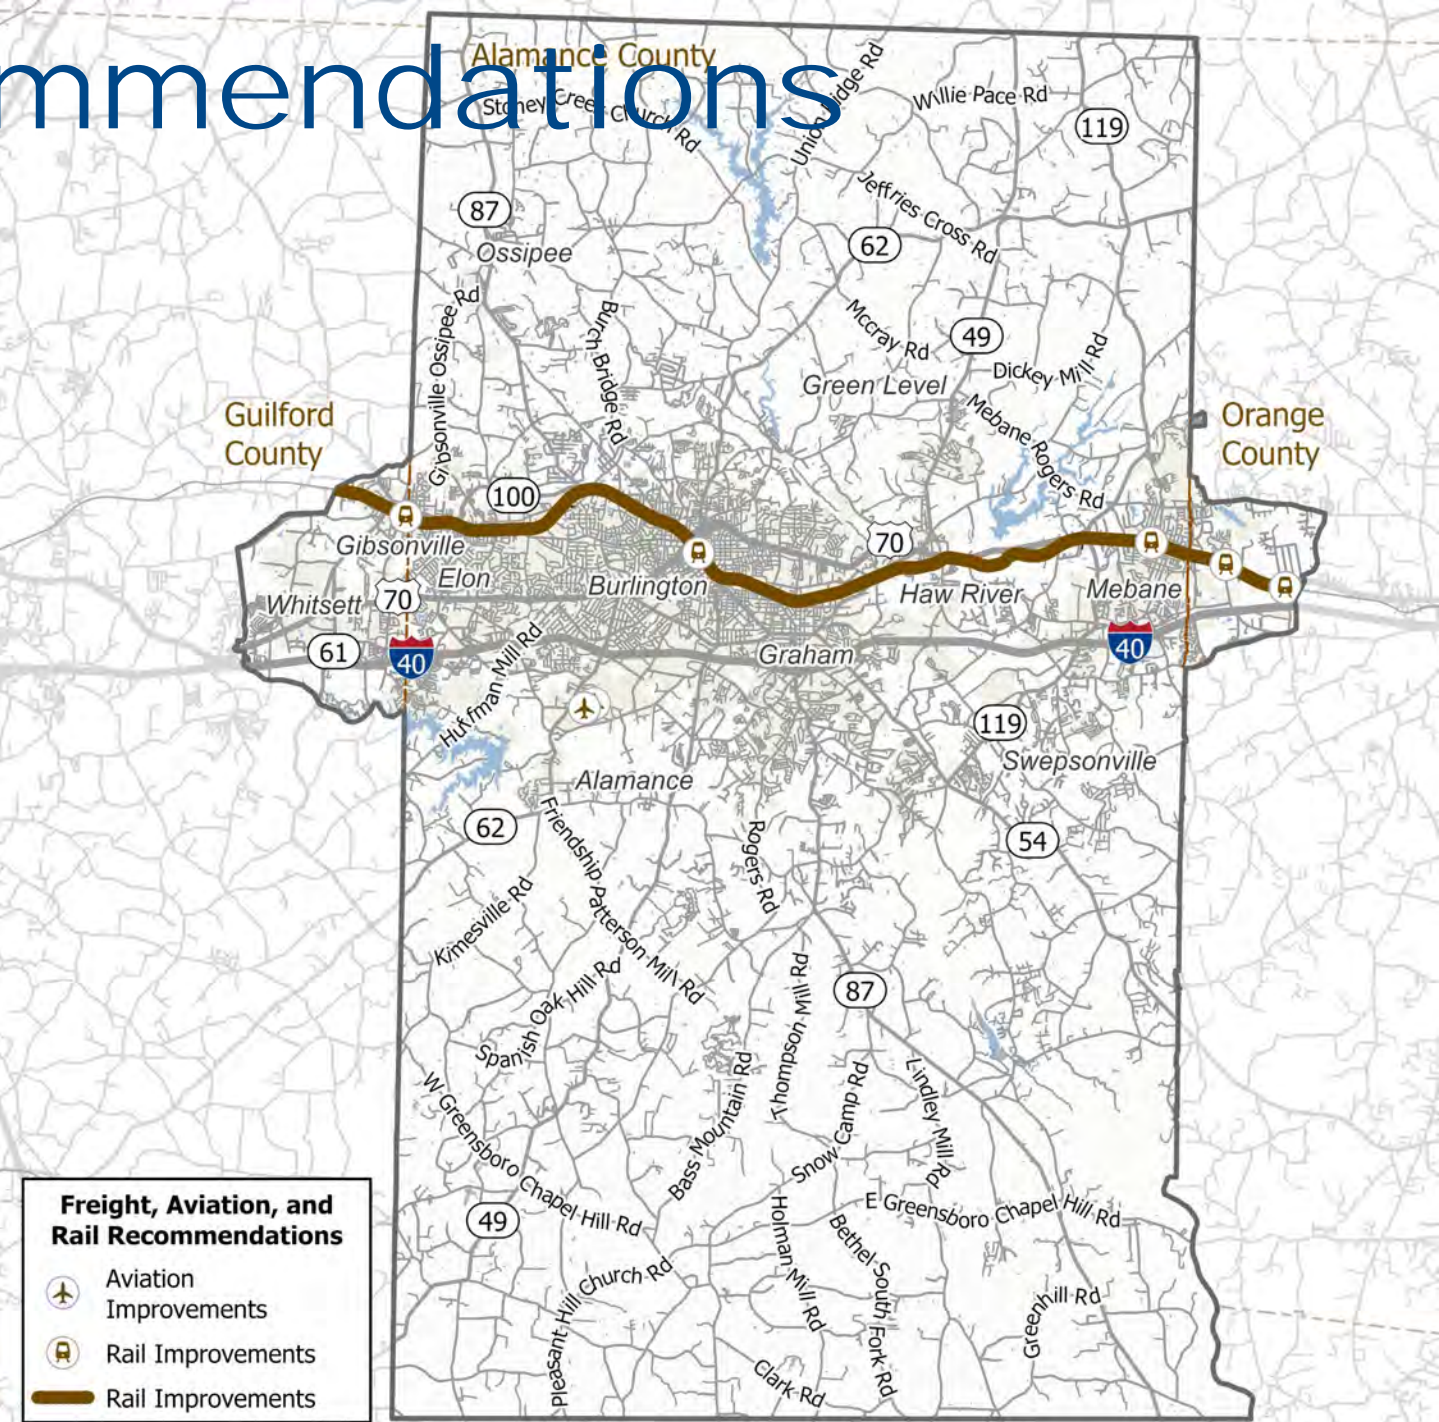 mmendations
Alamance County
Stoney Creek Church Rd
Union Ridge Rd
Willie Pace Rd
119
87
Ossipee
Jeffries Cross Rd
62
Gibsonville Ossipee Rd
Burch Bridge Rd
Mccray Rd
49
Dickey Mill Rd
Green Level
Mebane Rogers Rd
Guilford
County
Orange
County
100
70
Gibsonville
Elon
Burlington
Haw River
Mebane
Whitsett
70
61
40
40
Graham
Huffman Mill Rd
119
Swepsonville
Alamance
62
54
Friendship-Patterson Mill Rd
Rogers Rd
Kimesville Rd
Spanish Oak Hill Rd
Thompson Mill Rd
87
W Greensboro Chapel Hill Rd
Bass Mountain Rd
Snow Camp Rd
Lindley Mill Rd
49
Holman Mill Rd
E Greensboro Chapel Hill Rd
Bethel South Fork Rd
Pleasant Hill Church Rd
Greenhill Rd
Clark Rd
Freight, Aviation, and
Rail Recommendations
Aviation
Improvements
Rail Improvements
Rail Improvements